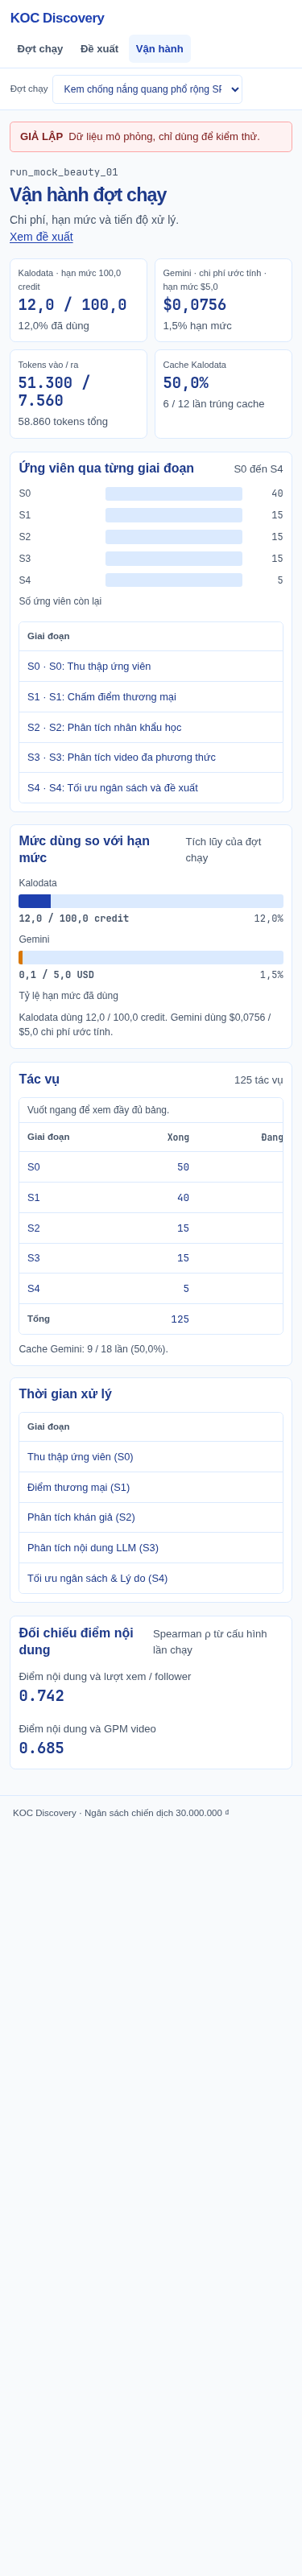 KOC Discovery
Đợt chạy Đề xuất Vận hành
Đợt chạy Kem chống nắng quang phổ rộng SF
GIẢ LẬP Dữ liệu mô phỏng, chỉ dùng để kiểm thử.
run_mock_beauty_01
Vận hành đợt chạy
Chi phí, hạn mức và tiến độ xử lý.
Xem đề xuất
Kalodata · hạn mức 100,0
credit
12,0 / 100,0
12,0% đã dùng
Gemini · chi phí ước tính ·
hạn mức $5,0
$0,0756
1,5% hạn mức
Tokens vào / ra
51.300 /
7.560
58.860 tokens tổng
Cache Kalodata
50,0%
6 / 12 lần trúng cache
Ứng viên qua từng giai đoạn S0 đến S4
S0 40
S1 15
S2 15
S3 15
S4 5
Số ứng viên còn lại
Giai đoạn
S0 · S0: Thu thập ứng viên
S1 · S1: Chấm điểm thương mại
S2 · S2: Phân tích nhân khẩu học
S3 · S3: Phân tích video đa phương thức
S4 · S4: Tối ưu ngân sách và đề xuất
Mức dùng so với hạn
mức
Tích lũy của đợt
chạy
Kalodata
12,0 / 100,0 credit 12,0%
Gemini
0,1 / 5,0 USD 1,5%
Tỷ lệ hạn mức đã dùng
Kalodata dùng 12,0 / 100,0 credit. Gemini dùng $0,0756 /
$5,0 chi phí ước tính.
Tác vụ 125 tác vụ
Vuốt ngang để xem đầy đủ bảng.
Giai đoạn Xong Đang
S0 50
S1 40
S2 15
S3 15
S4 5
Tổng 125
Cache Gemini: 9 / 18 lần (50,0%).
Thời gian xử lý
Giai đoạn
Thu thập ứng viên (S0)
Điểm thương mại (S1)
Phân tích khán giả (S2)
Phân tích nội dung LLM (S3)
Tối ưu ngân sách & Lý do (S4)
Đối chiếu điểm nội
dung
Spearman ρ từ cấu hình
lần chạy
Điểm nội dung và lượt xem / follower
0.742
Điểm nội dung và GPM video
0.685
KOC Discovery · Ngân sách chiến dịch 30.000.000 ₫